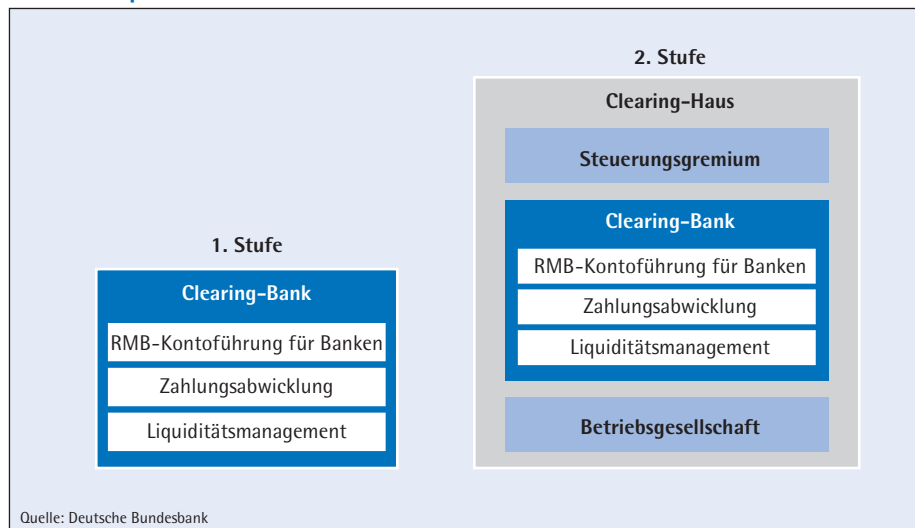 1. Stufe
Clearing-Bank
RMB-Kontoführung für Banken
Zahlungsabwicklung
Liquiditätsmanagement
2. Stufe
Clearing-Haus
Steuerungsgremium
Clearing-Bank
RMB-Kontoführung für Banken
Zahlungsabwicklung
Liquiditätsmanagement
Betriebsgesellschaft
Quelle: Deutsche Bundesbank